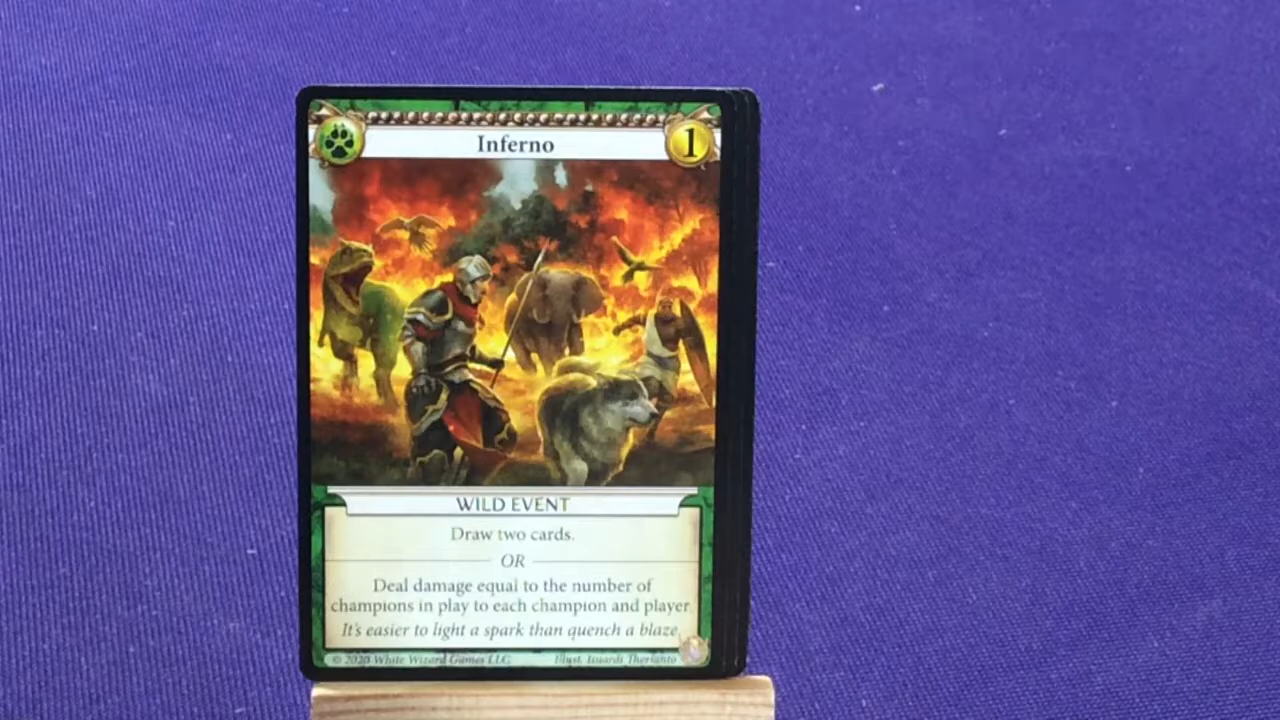 Inferno
1
WILD EVENT
Draw two cards.
OR
Deal damage equal to the number of
champions in play to each champion and player.
It's easier to light a spark than quench a blaze.
© 2020 White Wizard Games LLC
Illust. Therianto